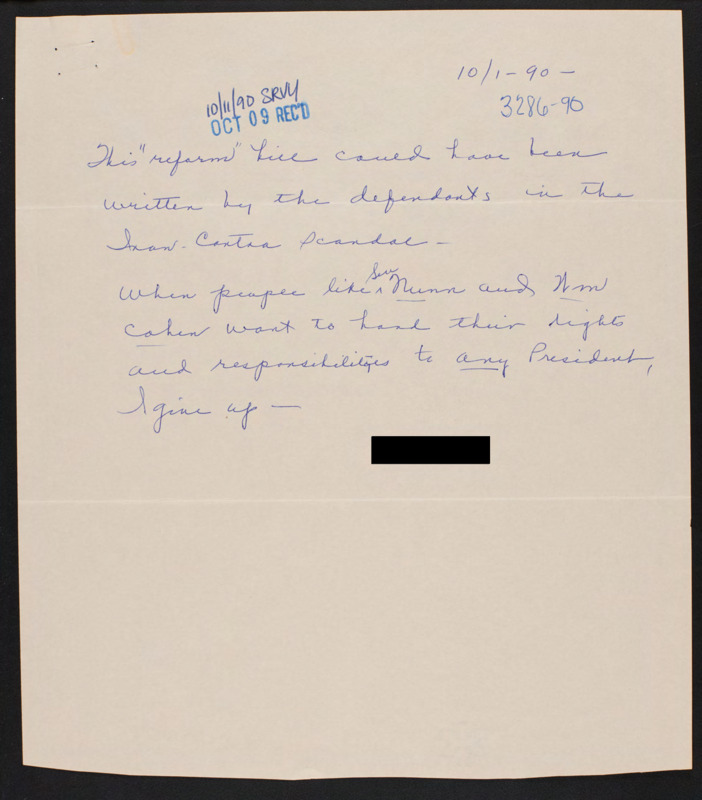 10/1-90-
10/11/90 SRVY
3286-90
OCT 09 REC'D
This "reform" bill could have been
written by the defendants in the
Iran-Contra Scandal -
When people like Sen Nunn and Wm
Cohen want to hand their rights
and responsibilities to any President,
I give up —